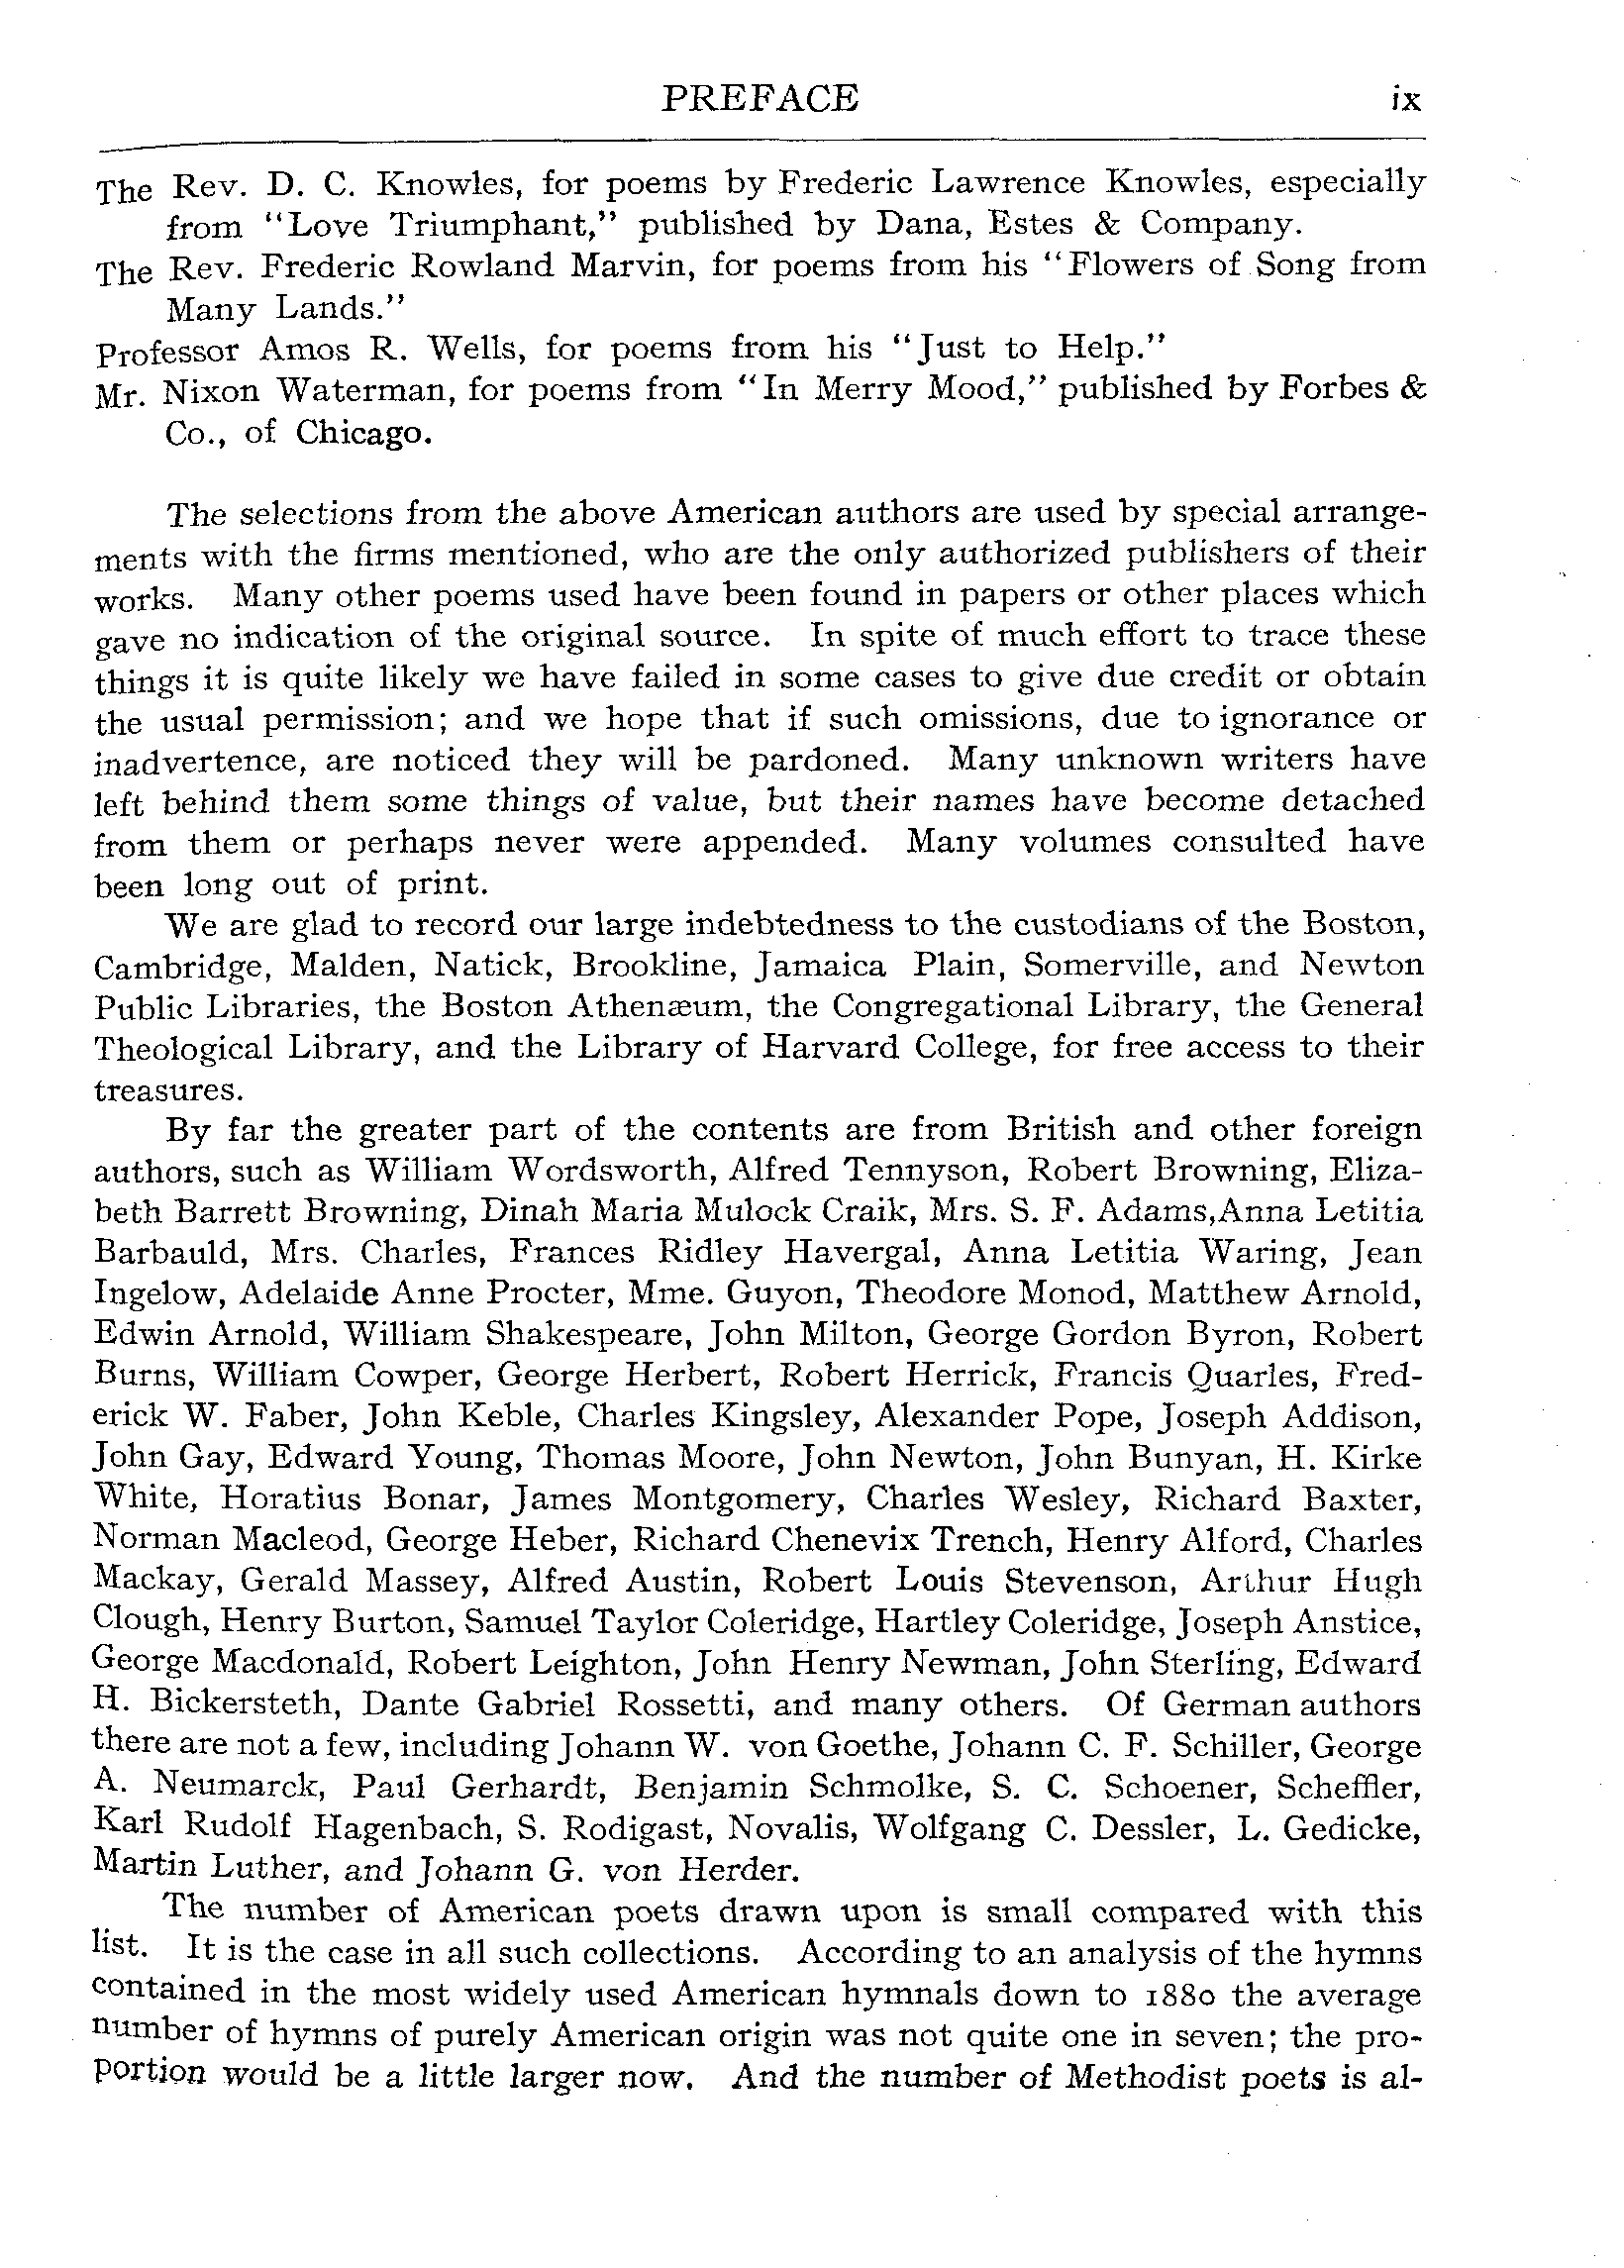 PREFACE ix
The Rev. D. C. Knowles, for poems by Frederic Lawrence Knowles, especially
from "Love Triumphant," published by Dana, Estes & Company.
The Rev. Frederic Rowland Marvin, for poems from his "Flowers of Song from
Many Lands."
Professor Amos R. Wells, for poems from his "Just to Help."
Mr. Nixon Waterman, for poems from "In Merry Mood," published by Forbes &
Co., of Chicago.
The selections from the above American authors are used by special arrange-
ments with the firms mentioned, who are the only authorized publishers of their
works. Many other poems used have been found in papers or other places which
gave no indication of the original source. In spite of much effort to trace these
things it is quite likely we have failed in some cases to give due credit or obtain
the usual permission; and we hope that if such omissions, due to ignorance or
inadvertence, are noticed they will be pardoned. Many unknown writers have
left behind them some things of value, but their names have become detached
from them or perhaps never were appended. Many volumes consulted have
been long out of print.
We are glad to record our large indebtedness to the custodians of the Boston,
Cambridge, Malden, Natick, Brookline, Jamaica Plain, Somerville, and Newton
Public Libraries, the Boston Athenæum, the Congregational Library, the General
Theological Library, and the Library of Harvard College, for free access to their
treasures.
By far the greater part of the contents are from British and other foreign
authors, such as William Wordsworth, Alfred Tennyson, Robert Browning, Eliza-
beth Barrett Browning, Dinah Maria Mulock Craik, Mrs. S. F. Adams,Anna Letitia
Barbauld, Mrs. Charles, Frances Ridley Havergal, Anna Letitia Waring, Jean
Ingelow, Adelaide Anne Procter, Mme. Guyon, Theodore Monod, Matthew Arnold,
Edwin Arnold, William Shakespeare, John Milton, George Gordon Byron, Robert
Burns, William Cowper, George Herbert, Robert Herrick, Francis Quarles, Fred-
erick W. Faber, John Keble, Charles Kingsley, Alexander Pope, Joseph Addison,
John Gay, Edward Young, Thomas Moore, John Newton, John Bunyan, H. Kirke
White, Horatius Bonar, James Montgomery, Charles Wesley, Richard Baxter,
Norman Macleod, George Heber, Richard Chenevix Trench, Henry Alford, Charles
Mackay, Gerald Massey, Alfred Austin, Robert Louis Stevenson, Arthur Hugh
Clough, Henry Burton, Samuel Taylor Coleridge, Hartley Coleridge, Joseph Anstice,
George Macdonald, Robert Leighton, John Henry Newman, John Sterling, Edward
H. Bickersteth, Dante Gabriel Rossetti, and many others. Of German authors
there are not a few, including Johann W. von Goethe, Johann C. F. Schiller, George
A. Neumarck, Paul Gerhardt, Benjamin Schmolke, S. C. Schoener, Scheffler,
Karl Rudolf Hagenbach, S. Rodigast, Novalis, Wolfgang C. Dessler, L. Gedicke,
Martin Luther, and Johann G. von Herder.
The number of American poets drawn upon is small compared with this
list. It is the case in all such collections. According to an analysis of the hymns
contained in the most widely used American hymnals down to 1880 the average
number of hymns of purely American origin was not quite one in seven; the pro-
portion would be a little larger now. And the number of Methodist poets is al-